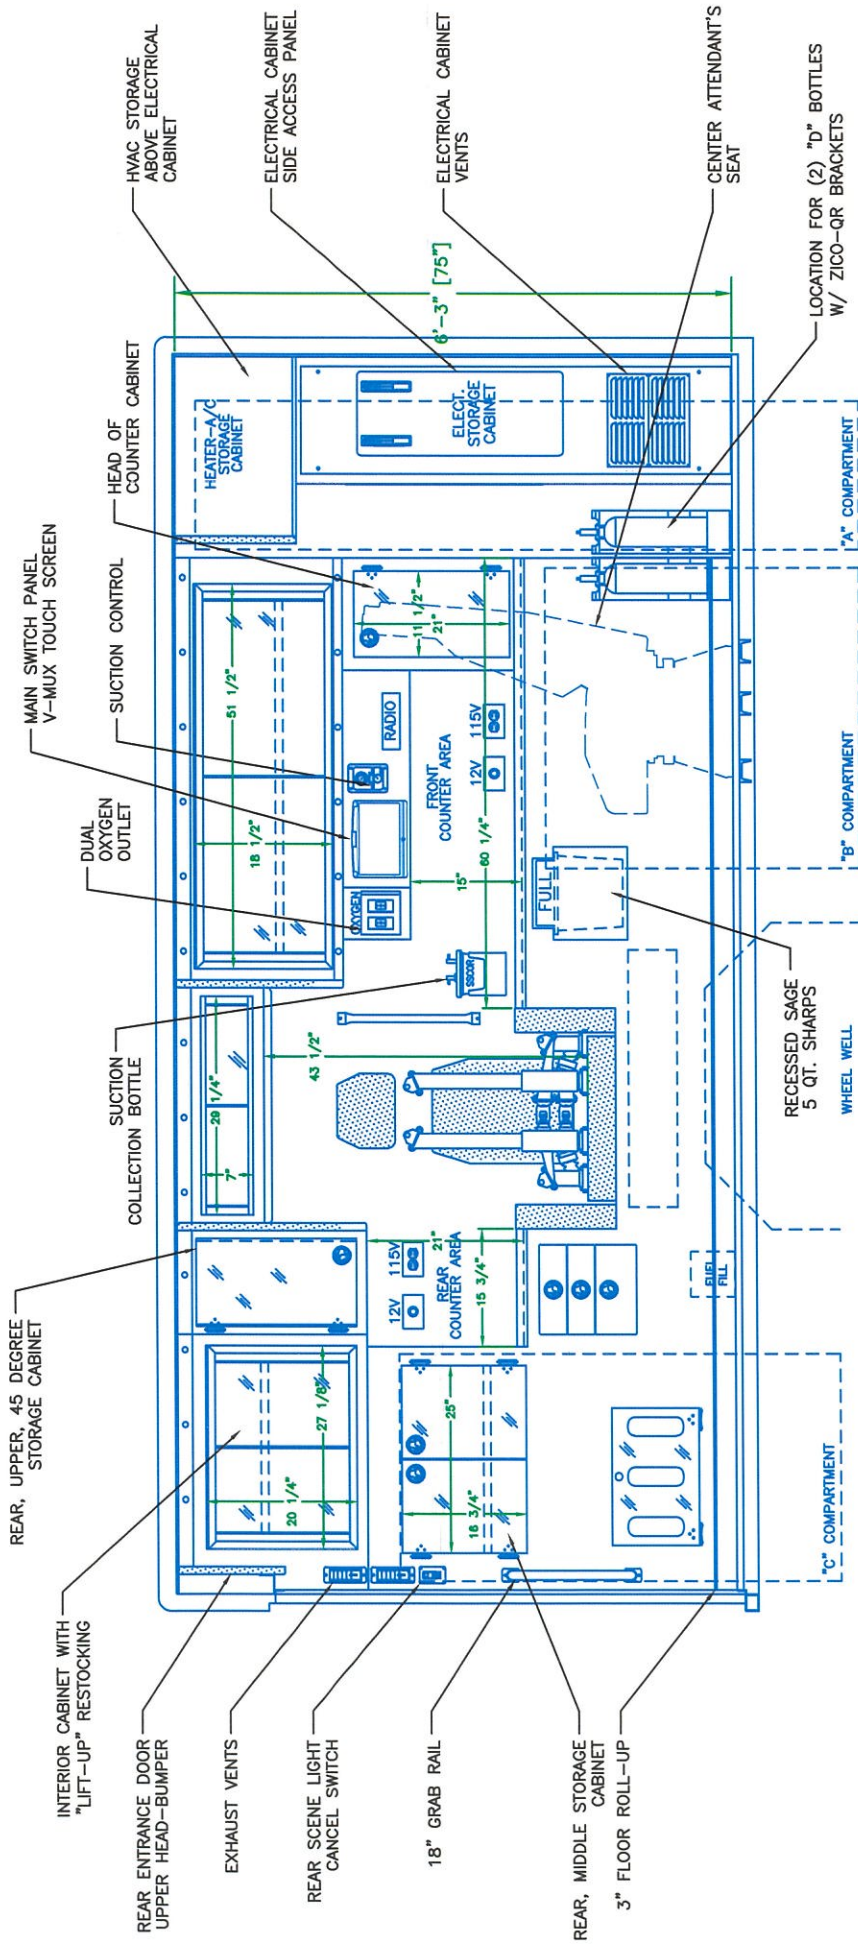 REAR, UPPER, 45 DEGREE
STORAGE CABINET
INTERIOR CABINET WITH
"LIFT-UP" RESTOCKING
REAR ENTRANCE DOOR
UPPER HEAD-BUMPER
EXHAUST VENTS
REAR SCENE LIGHT
CANCEL SWITCH
18" GRAB RAIL
REAR, MIDDLE STORAGE
CABINET
3" FLOOR ROLL-UP
SUCTION
COLLECTION BOTTLE
DUAL
OXYGEN
OUTLET
MAIN SWITCH PANEL
V-MUX TOUCH SCREEN
SUCTION CONTROL
HEAD OF
COUNTER CABINET
HVAC STORAGE
ABOVE ELECTRICAL
CABINET
ELECTRICAL CABINET
SIDE ACCESS PANEL
ELECTRICAL CABINET
VENTS
CENTER ATTENDANT'S
SEAT
LOCATION FOR (2) "D" BOTTLES
W/ ZICO-QR BRACKETS
RECESSED SAGE
5 QT. SHARPS
6'-3" [75"]
HEATER-A/C
STORAGE
CABINET
ELECT.
STORAGE
CABINET
20 1/4"
27 1/8"
7"
29 1/4"
43 1/2"
18 1/2"
51 1/2"
OXYGEN
RADIO
11 1/2"
21"
FRONT
COUNTER AREA
15"
60 1/4"
12V
115V
SSCOR
FULL
12V
115V
21"
REAR
COUNTER AREA
15 3/4"
25"
16 3/4"
FUEL
FILL
"C" COMPARTMENT
WHEEL WELL
"B" COMPARTMENT
"A" COMPARTMENT